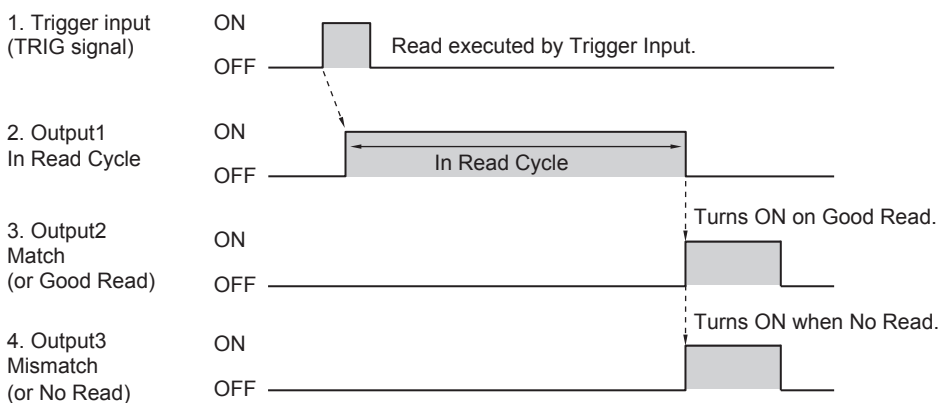 1. Trigger input
(TRIG signal)
ON
OFF
Read executed by Trigger Input.
2. Output1
In Read Cycle
ON
OFF
In Read Cycle
3. Output2
Match
(or Good Read)
ON
OFF
Turns ON on Good Read.
4. Output3
Mismatch
(or No Read)
ON
OFF
Turns ON when No Read.